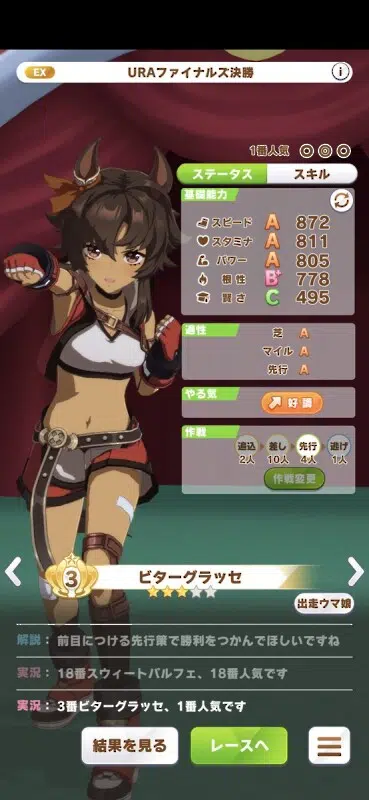 EX
URAファイナルズ決勝
i
1番人気 ◎ ◎ ◎
ステータス スキル
基礎能力
スピード A 872
スタミナ A 811
パワー A 805
根性 B+ 778
賢さ C 495
適性
芝 A
マイル A
先行 A
やる気
好調
作戦
追込 差し 先行 逃げ
2人 10人 4人 1人
作戦変更
3
ビターグラッセ
出走ウマ娘
解説： 前目につける先行策で勝利をつかんでほしいですね
実況： 18番スウィートパルフェ、18番人気です
実況： 3番ビターグラッセ、1番人気です
結果を見る レースへ